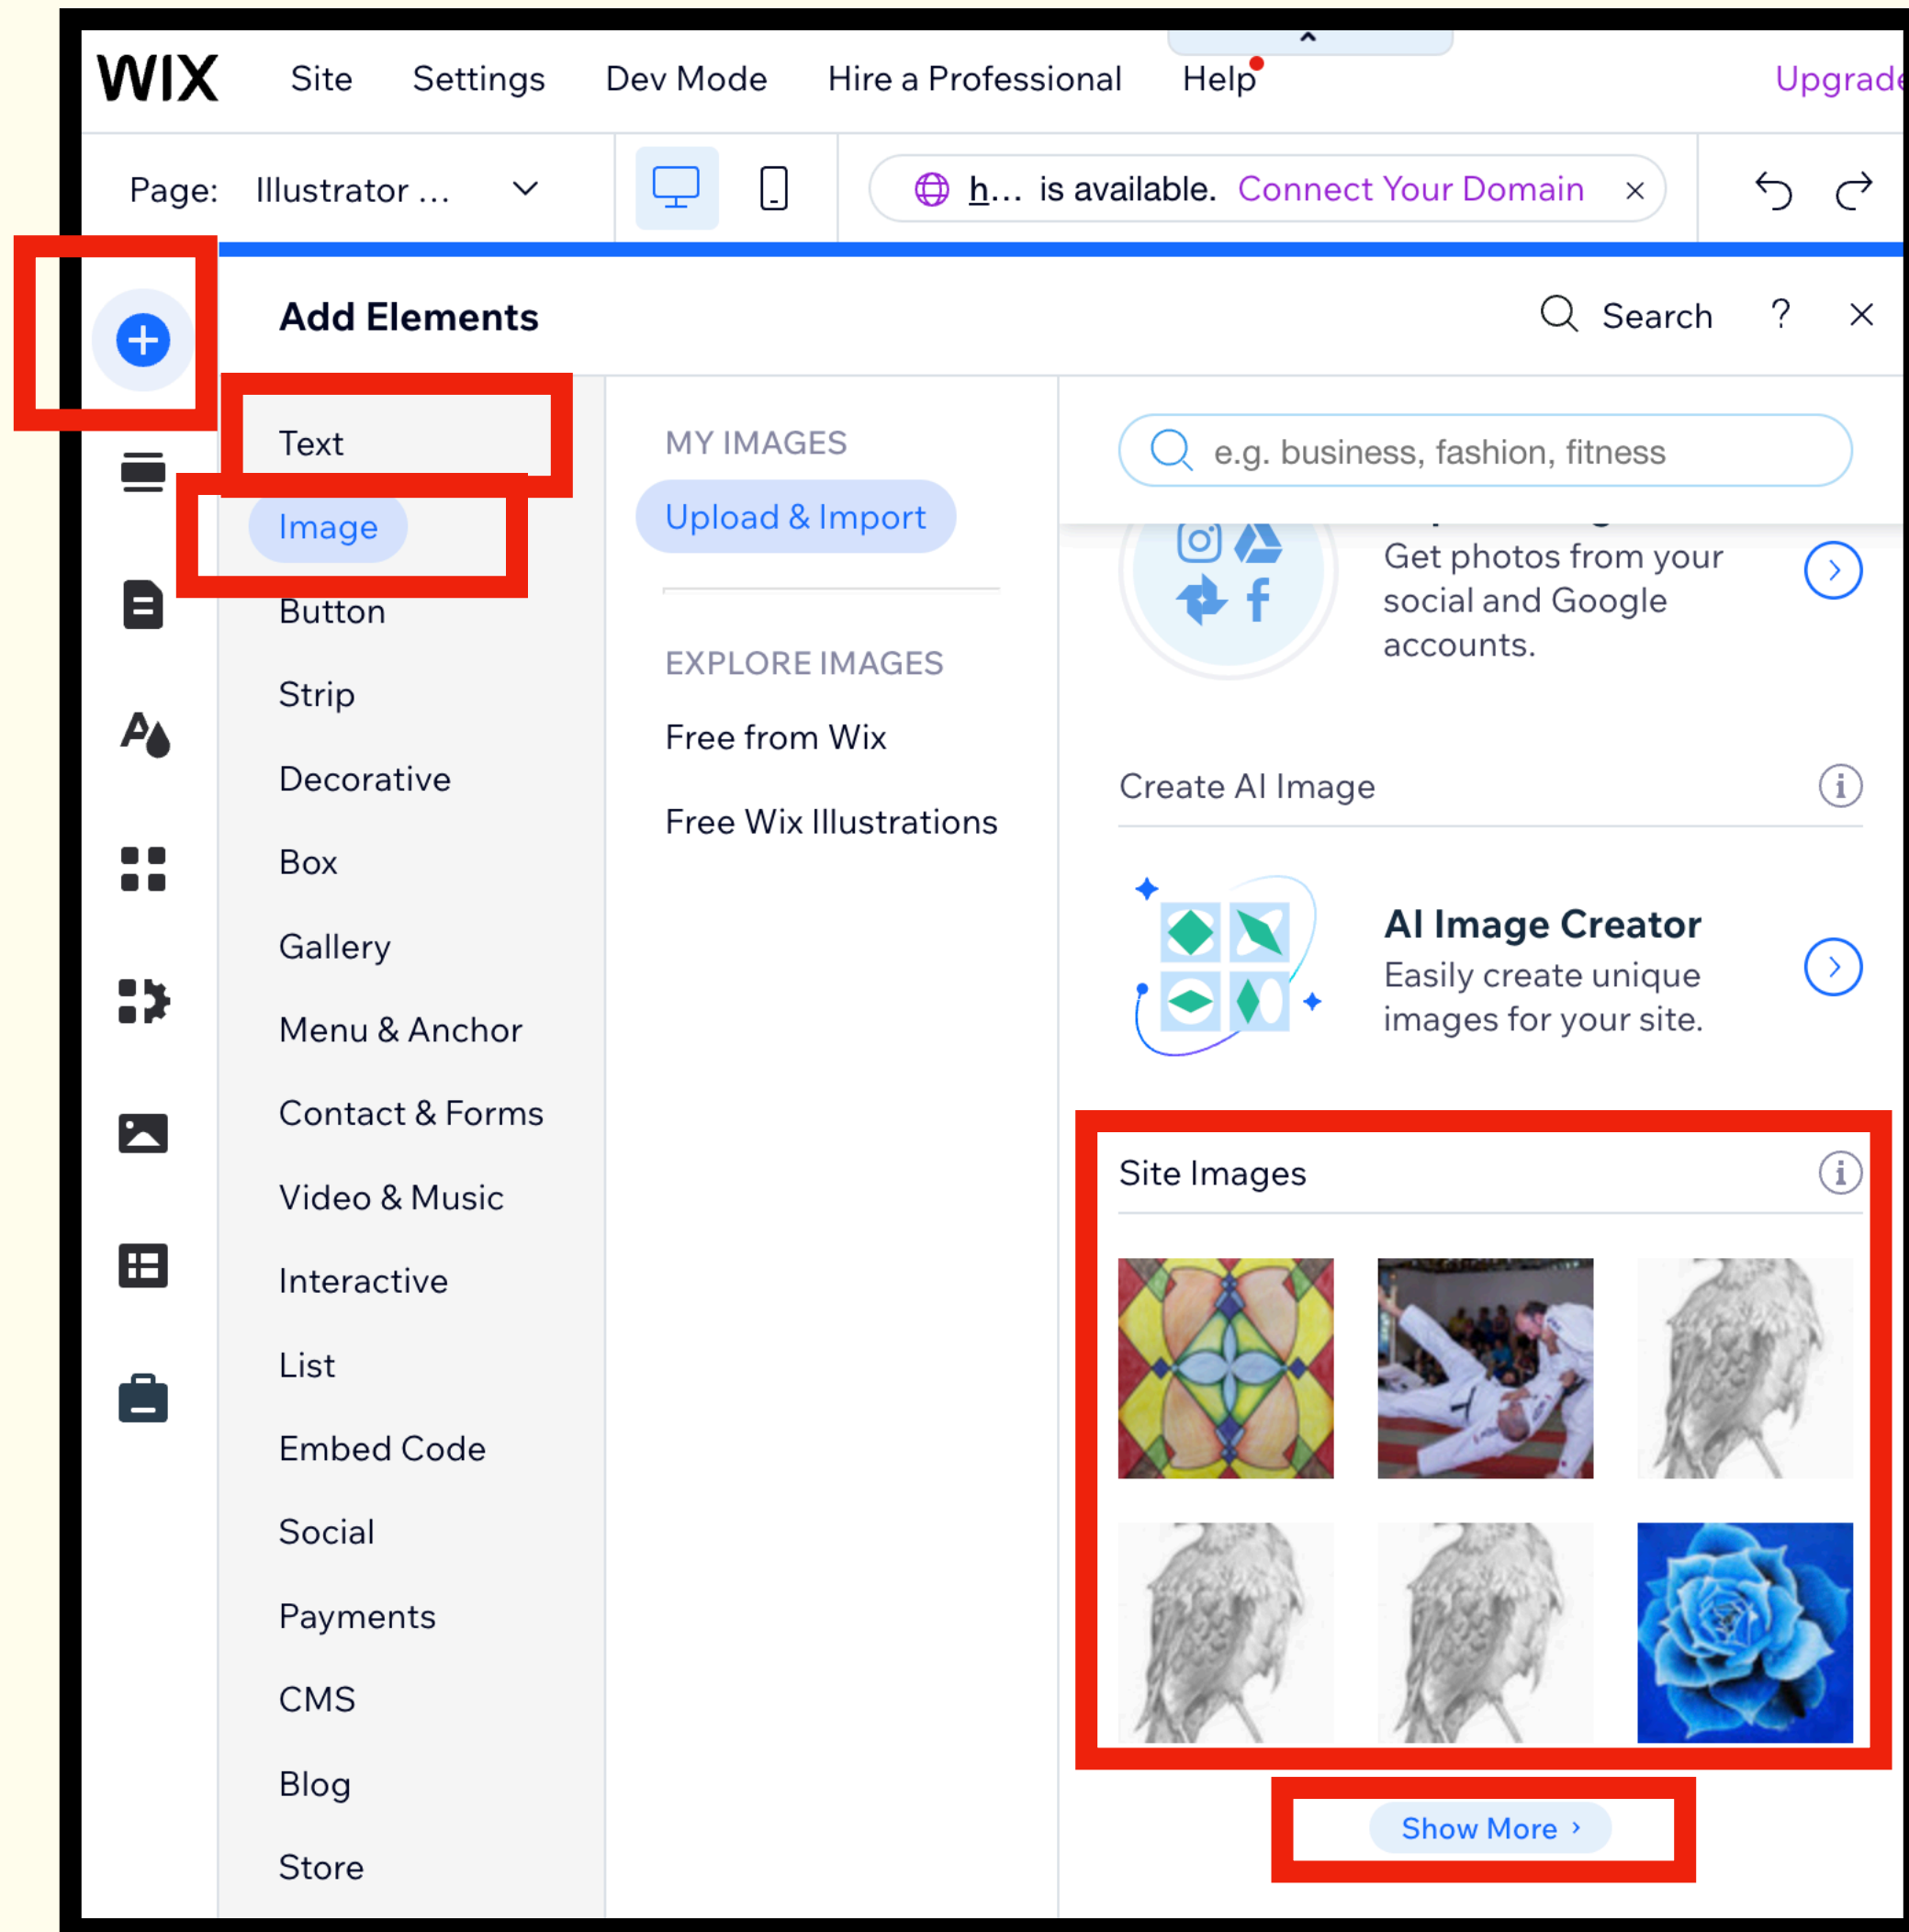 WIX Site Settings Dev Mode Hire a Professional Help Upgrade
Page: Illustrator ... h... is available. Connect Your Domain
Add Elements Search ?
Text
Image
Button
Strip
Decorative
Box
Gallery
Menu & Anchor
Contact & Forms
Video & Music
Interactive
List
Embed Code
Social
Payments
CMS
Blog
Store
MY IMAGES
Upload & Import
EXPLORE IMAGES
Free from Wix
Free Wix Illustrations
e.g. business, fashion, fitness
Get photos from your
social and Google
accounts.
Create AI Image
AI Image Creator
Easily create unique
images for your site.
Site Images
Show More